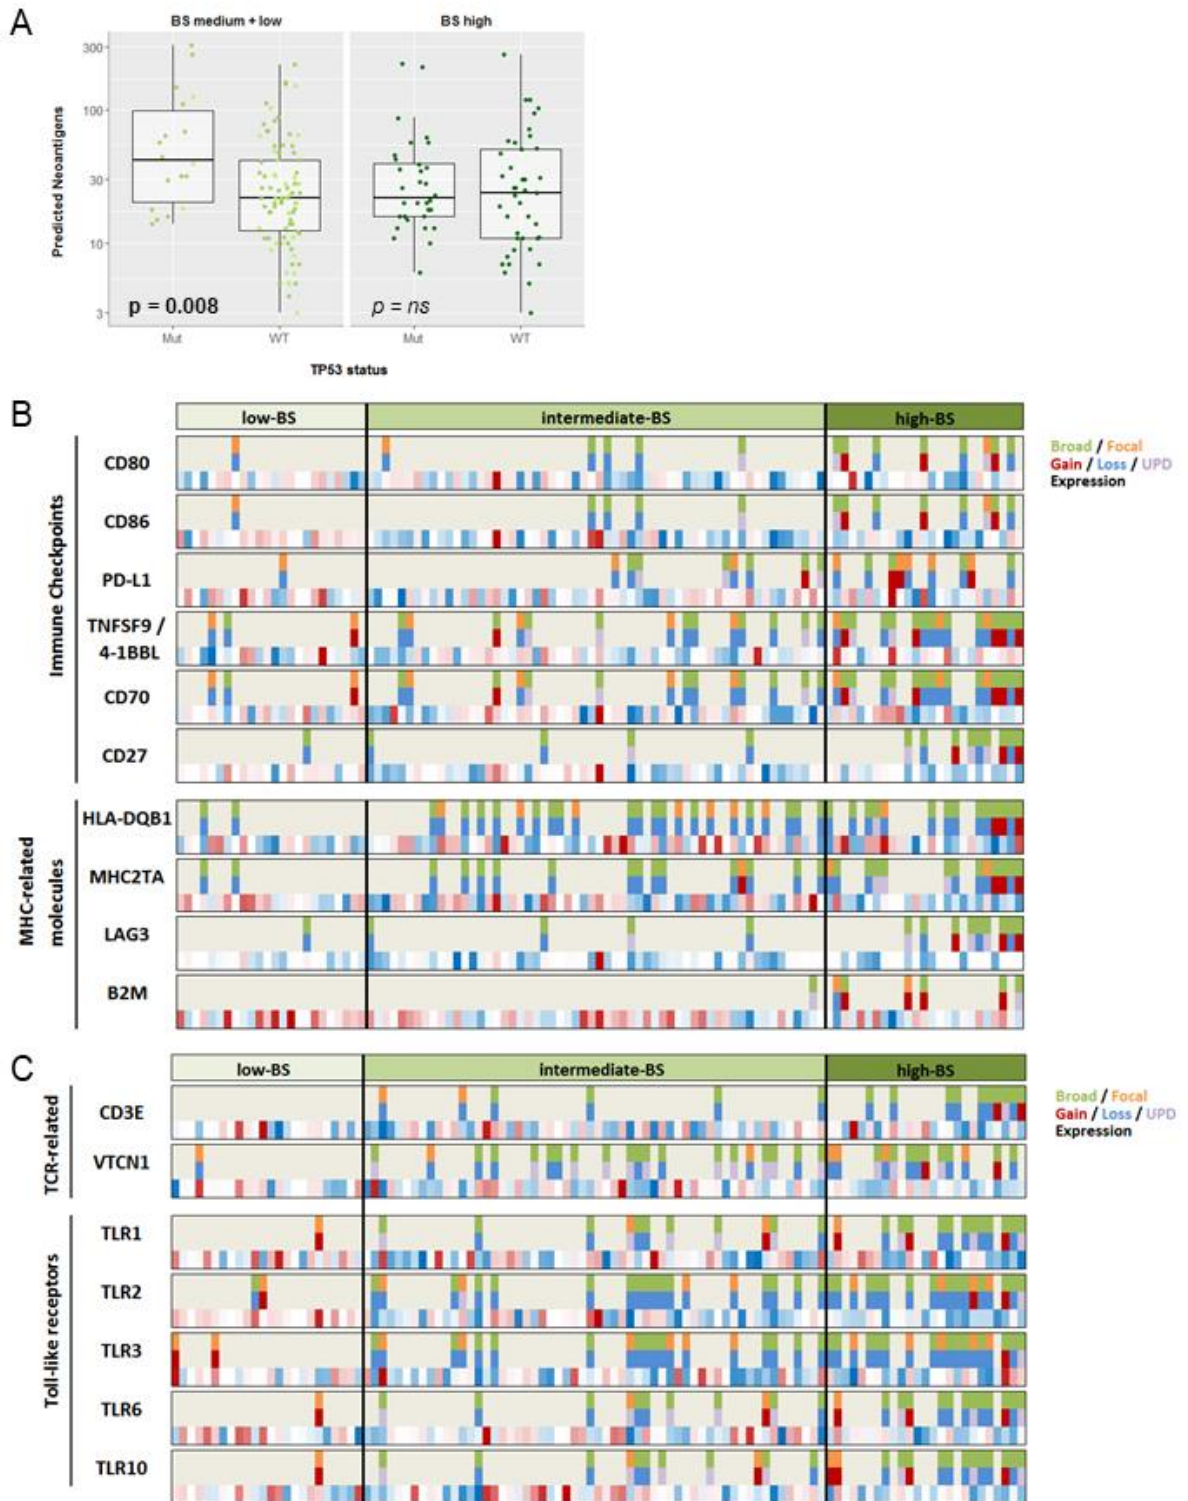 A
BS medium + low
BS high
Predicted Neoantigens
300
100
30
10
3
p = 0.008
p = ns
Mut
WT
Mut
WT
TP53 status
B
low-BS
intermediate-BS
high-BS
Broad / Focal
Gain / Loss / UPD
Expression
Immune Checkpoints
CD80
CD86
PD-L1
TNFSF9 /
4-1BBL
CD70
CD27
MHC-related
molecules
HLA-DQB1
MHC2TA
LAG3
B2M
C
low-BS
intermediate-BS
high-BS
Broad / Focal
Gain / Loss / UPD
Expression
TCR-related
CD3E
VTCN1
Toll-like receptors
TLR1
TLR2
TLR3
TLR6
TLR10